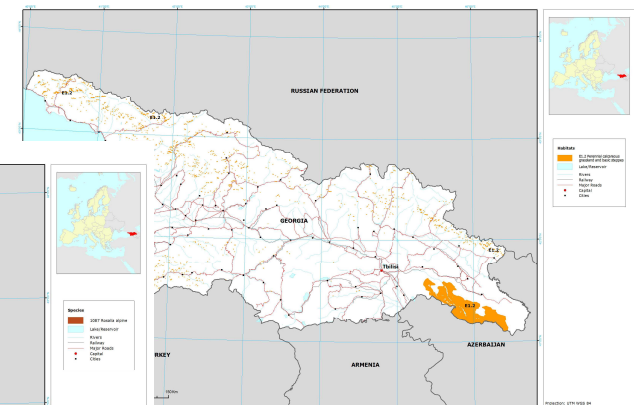 RUSSIAN FEDERATION
E1.2
E1.2
GEORGIA
E1.2
Tbilisi
E1.2
AZERBAIJAN
RKEY
ARMENIA
Habitats
E1.2 Perennial calcareous
grassland and basic steppes
Lake/Reservoir
Rivers
Railway
Major Roads
Capital
Cities
Species
1087 Rosalia alpina
Lake/Reservoir
Rivers
Railway
Major Roads
Capital
Cities
Projection: UTM WGS 84